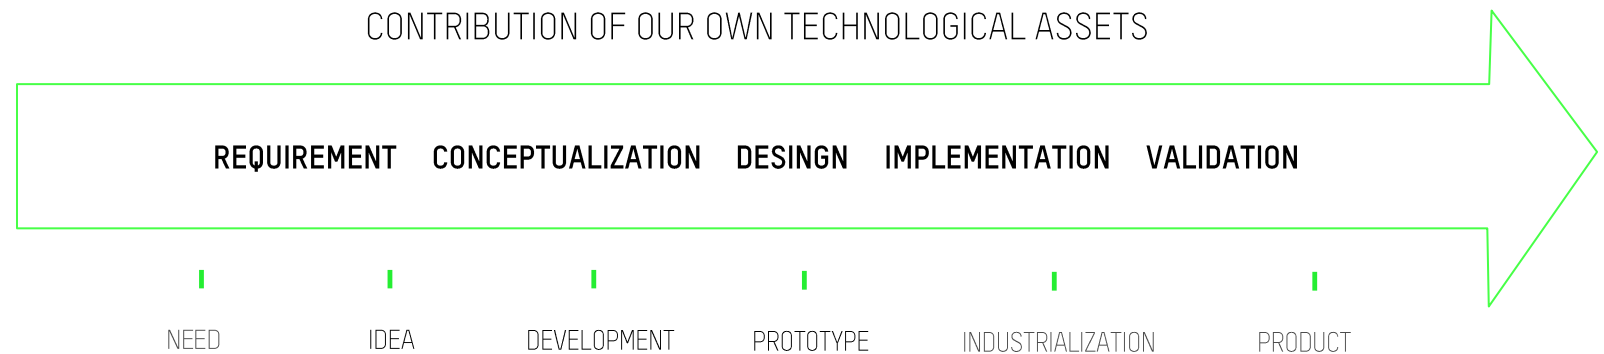 CONTRIBUTION OF OUR OWN TECHNOLOGICAL ASSETS
REQUIREMENT CONCEPTUALIZATION DESINGN IMPLEMENTATION VALIDATION
NEED IDEA DEVELOPMENT PROTOTYPE INDUSTRIALIZATION PRODUCT